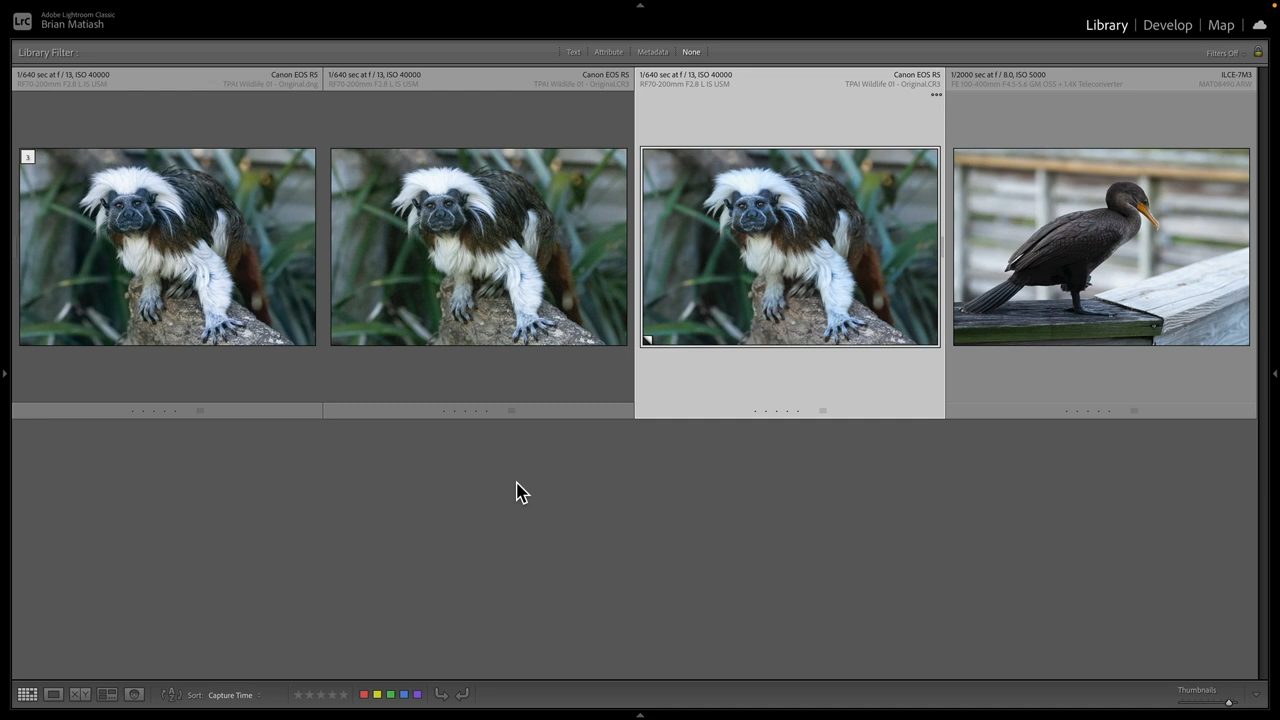 LrC
Adobe Lightroom Classic
Brian Matiash
Library | Develop | Map |
Library Filter :
Text | Attribute | Metadata | None
Filters Off
1/640 sec at f / 13, ISO 40000 Canon EOS R5
RF70-200mm F2.8 L IS USM TPAI Wildlife 01 - Original.dng
1/640 sec at f / 13, ISO 40000 Canon EOS R5
RF70-200mm F2.8 L IS USM TPAI Wildlife 01 - Original.CR3
1/640 sec at f / 13, ISO 40000 Canon EOS R5
RF70-200mm F2.8 L IS USM TPAI Wildlife 01 - Original.CR3
1/2000 sec at f / 8.0, ISO 5000 ILCE-7M3
FE 100-400mm F4.5-5.6 GM OSS + 1.4X Teleconverter MAT08490.ARW
3
XY
Sort: Capture Time
Thumbnails